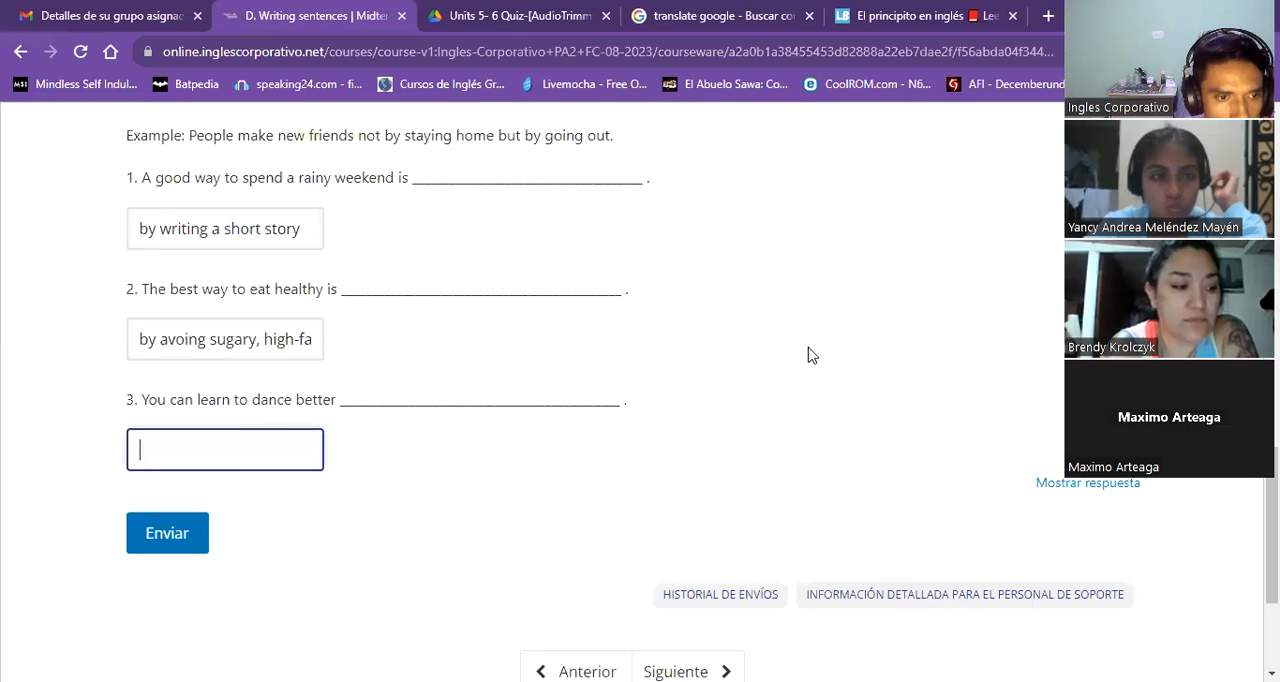 Detalles de su grupo asignac
D. Writing sentences | Midter
Units 5- 6 Quiz-[AudioTrimm
translate google - Buscar co
El principito en inglés 📕 Lee
online.inglescorporativo.net/courses/course-v1:Ingles-Corporativo+PA2+FC-08-2023/courseware/a2a0b1a38455453d82888a22eb7dae2f/f56abda04f344...
Mindless Self Indul...
Batpedia
speaking24.com - fi...
Cursos de Inglés Gr...
Livemocha - Free O...
El Abuelo Sawa: Co...
CoolROM.com - N6...
AFI - Decemberund
Example: People make new friends not by staying home but by going out.
1. A good way to spend a rainy weekend is ______________________________ .
by writing a short story
2. The best way to eat healthy is _____________________________________ .
by avoing sugary, high-fa
3. You can learn to dance better _____________________________________ .
Mostrar respuesta
Enviar
HISTORIAL DE ENVÍOS
INFORMACIÓN DETALLADA PARA EL PERSONAL DE SOPORTE
Anterior
Siguiente
Ingles Corporativo
Yancy Andrea Meléndez Mayén
Brendy Krolczyk
Maximo Arteaga
Maximo Arteaga